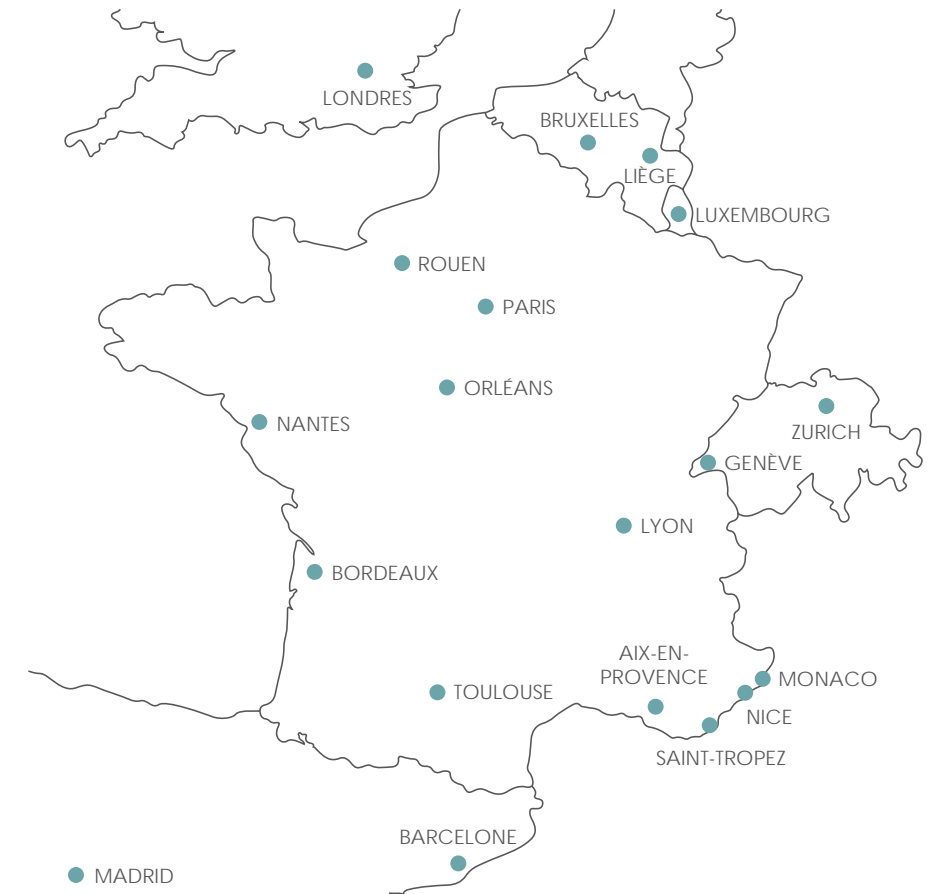 LONDRES
BRUXELLES
LIÈGE
LUXEMBOURG
ROUEN
PARIS
ORLÉANS
NANTES
ZURICH
GENÈVE
LYON
BORDEAUX
AIX-EN-
PROVENCE
MONACO
TOULOUSE
NICE
SAINT-TROPEZ
BARCELONE
MADRID